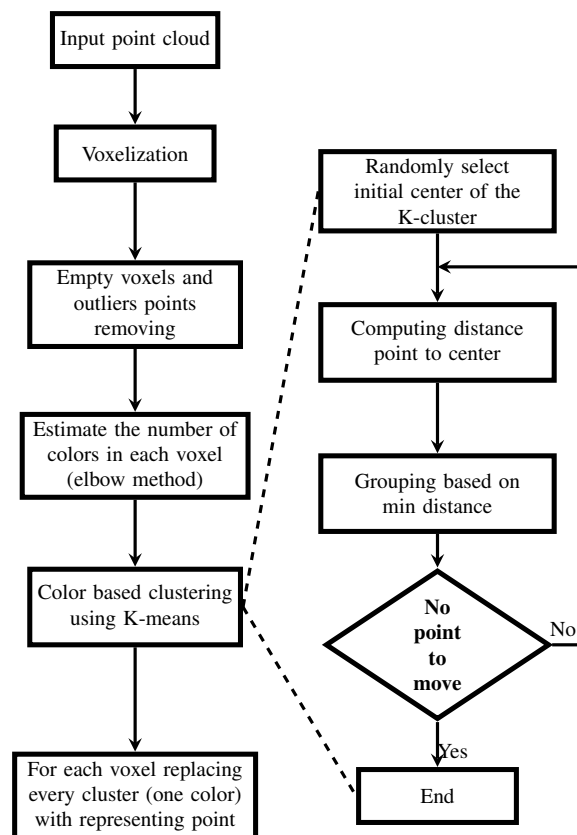 Input point cloud
Voxelization
Empty voxels and
outliers points
removing
Estimate the number of
colors in each voxel
(elbow method)
Color based clustering
using K-means
For each voxel replacing
every cluster (one color)
with representing point
Randomly select
initial center of the
K-cluster
Computing distance
point to center
Grouping based on
min distance
No
point
to
move
No
Yes
End